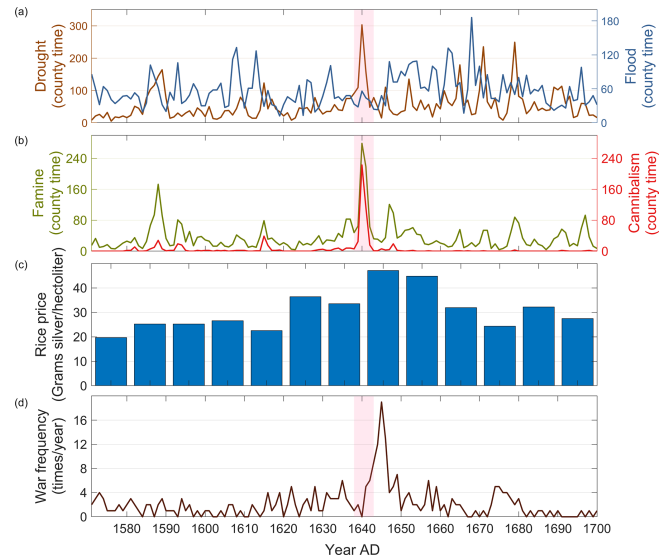 (a)
Drought
(county time)
300
200
100
0
180
120
60
0
Flood
(county time)
(b)
Famine
(county time)
240
160
80
0
240
160
80
0
Cannibalism
(county time)
(c)
Rice price
(Grams silver/hectoliter)
40
30
20
10
0
(d)
War frequency
(times/year)
16
12
8
4
0
1580 1590 1600 1610 1620 1630 1640 1650 1660 1670 1680 1690 1700
Year AD